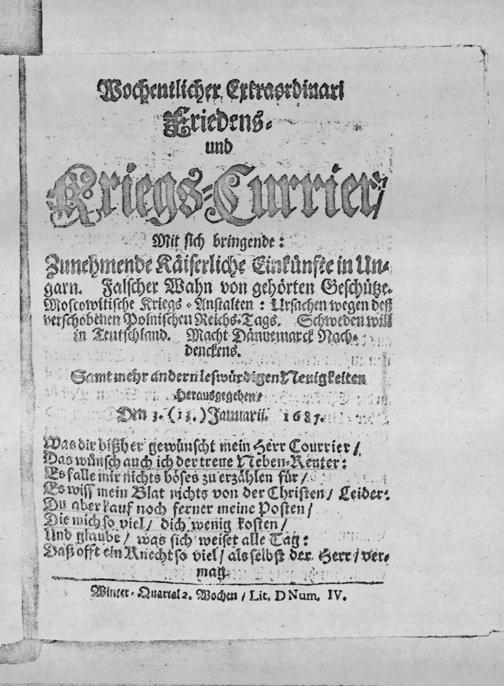 Wochentlicher Extraordinari
Friedens-
und
Kriegs-Currier/
Mit sich bringende:
Zunehmende Käiserliche Einkünfte in Un-
garn. Falscher Wahn von gehörten Geschütze.
Moscowitische Kriegs-Anstalten: Ursachen wegen deß
verschobenen Polnischen Reichs-Tags. Schweden will
in Teutschland. Macht Dännemarck Nach-
denckens.
Samt mehr andern leswürdigen Neuigkeiten
Herausgegeben/
Den 3. (13.) Januarii. 1687.
Was dir bißher gewünscht mein Herr Courrier/
Das wünsch auch ich der treue Neben-Reuter:
Es falle mir nichts böses zu erzählen für/
Es wiss mein Blat nichts von der Christen/ Leider:
Du aber kauf noch ferner meine Posten/
Die mich so viel/ dich wenig kosten/
Und glaube/ was sich weiset alle Tag:
Daß offt ein Knecht so viel/ als selbst der Herr/ ver-
mag.
Winter-Quartal 2. Wochen/ Lit. D Num. IV.